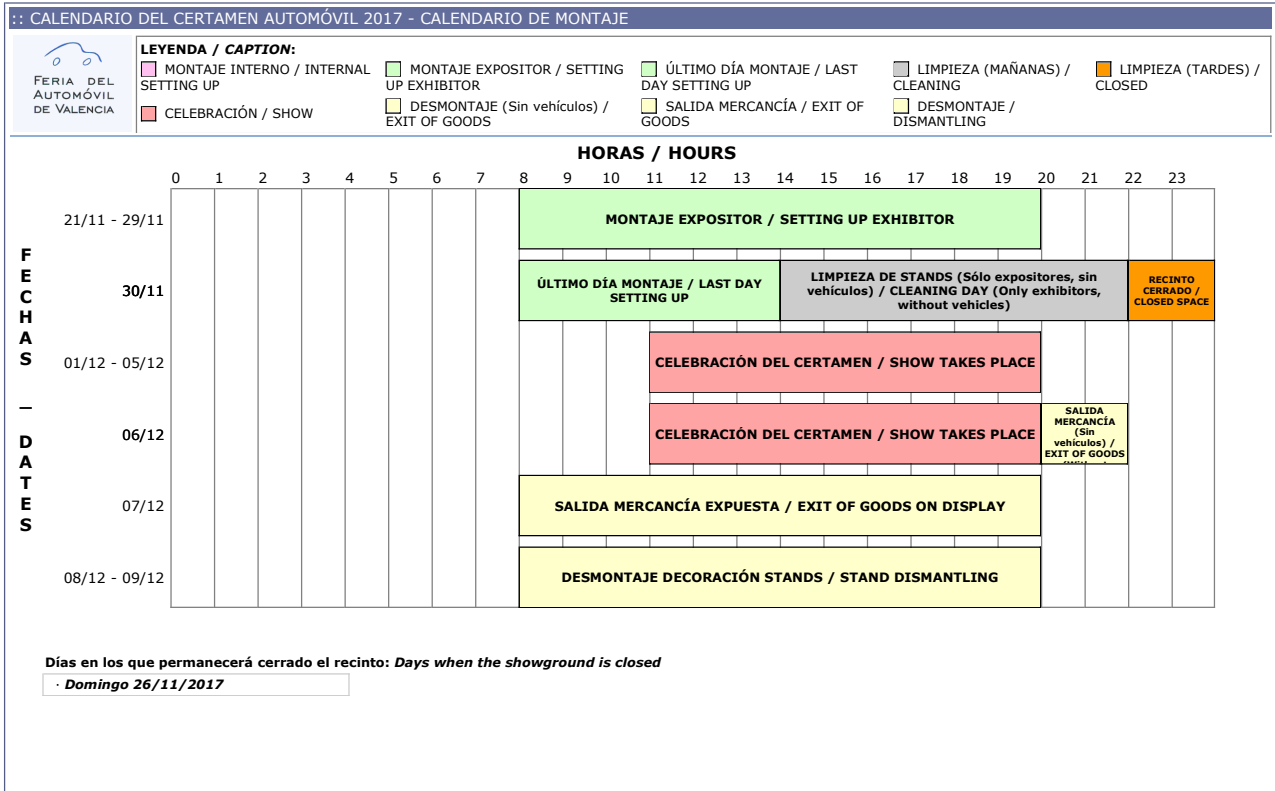 :: CALENDARIO DEL CERTAMEN AUTOMÓVIL 2017 - CALENDARIO DE MONTAJE
FERIA DEL
AUTOMÓVIL
DE VALENCIA
LEYENDA / CAPTION:
MONTAJE INTERNO / INTERNAL
SETTING UP
MONTAJE EXPOSITOR / SETTING
UP EXHIBITOR
ÚLTIMO DÍA MONTAJE / LAST
DAY SETTING UP
LIMPIEZA (MAÑANAS) /
CLEANING
LIMPIEZA (TARDES) /
CLOSED
CELEBRACIÓN / SHOW
DESMONTAJE (Sin vehículos) /
EXIT OF GOODS
SALIDA MERCANCÍA / EXIT OF
GOODS
DESMONTAJE /
DISMANTLING
HORAS / HOURS
0 1 2 3 4 5 6 7 8 9 10 11 12 13 14 15 16 17 18 19 20 21 22 23
FECHAS – DATES
21/11 - 29/11
MONTAJE EXPOSITOR / SETTING UP EXHIBITOR
30/11
ÚLTIMO DÍA MONTAJE / LAST DAY
SETTING UP
LIMPIEZA DE STANDS (Sólo expositores, sin
vehículos) / CLEANING DAY (Only exhibitors,
without vehicles)
RECINTO
CERRADO /
CLOSED SPACE
01/12 - 05/12
CELEBRACIÓN DEL CERTAMEN / SHOW TAKES PLACE
06/12
CELEBRACIÓN DEL CERTAMEN / SHOW TAKES PLACE
SALIDA
MERCANCÍA
(Sin
vehículos) /
EXIT OF GOODS
07/12
SALIDA MERCANCÍA EXPUESTA / EXIT OF GOODS ON DISPLAY
08/12 - 09/12
DESMONTAJE DECORACIÓN STANDS / STAND DISMANTLING
Días en los que permanecerá cerrado el recinto: Days when the showground is closed
· Domingo 26/11/2017